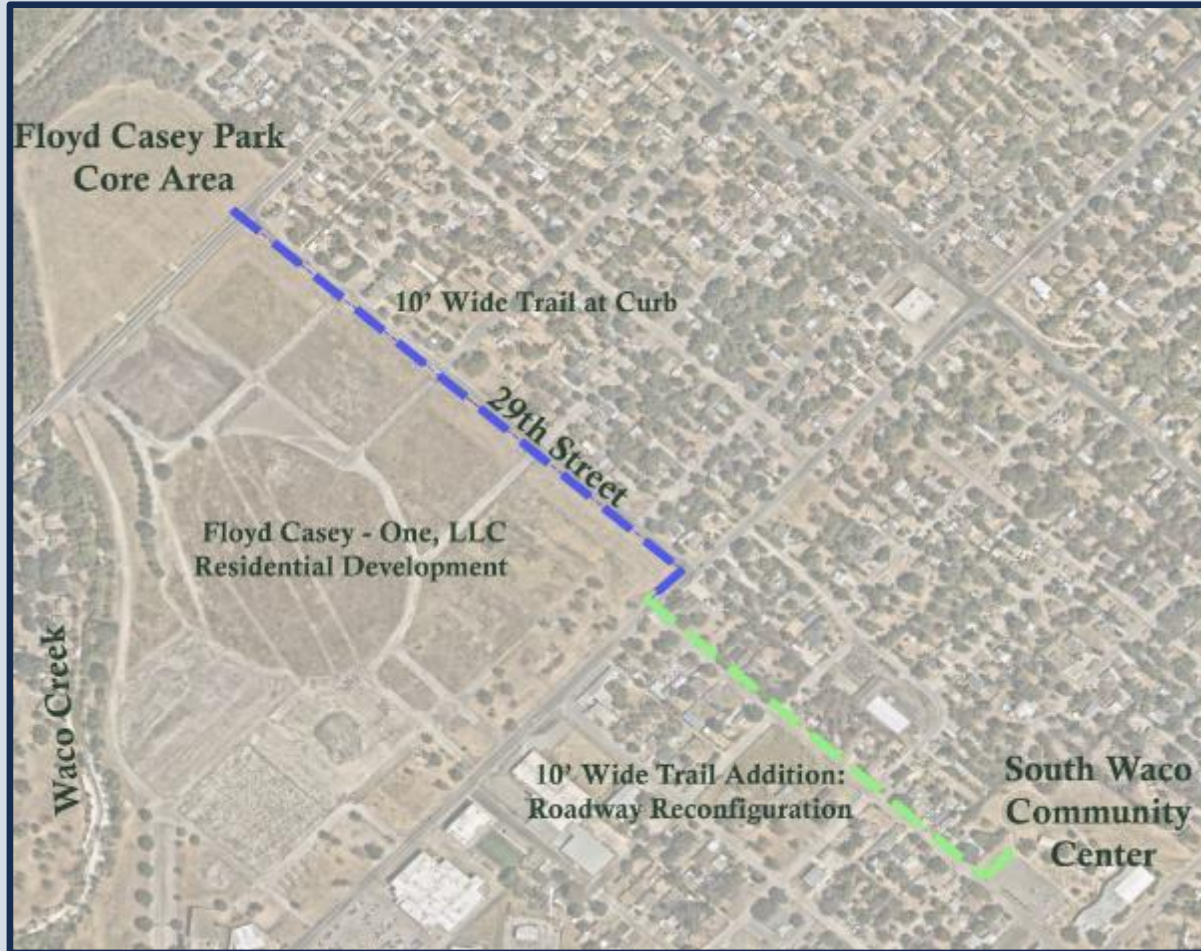 Floyd Casey Park
Core Area
10' Wide Trail at Curb
29th Street
Floyd Casey - One, LLC
Residential Development
Waco Creek
10' Wide Trail Addition:
Roadway Reconfiguration
South Waco
Community
Center